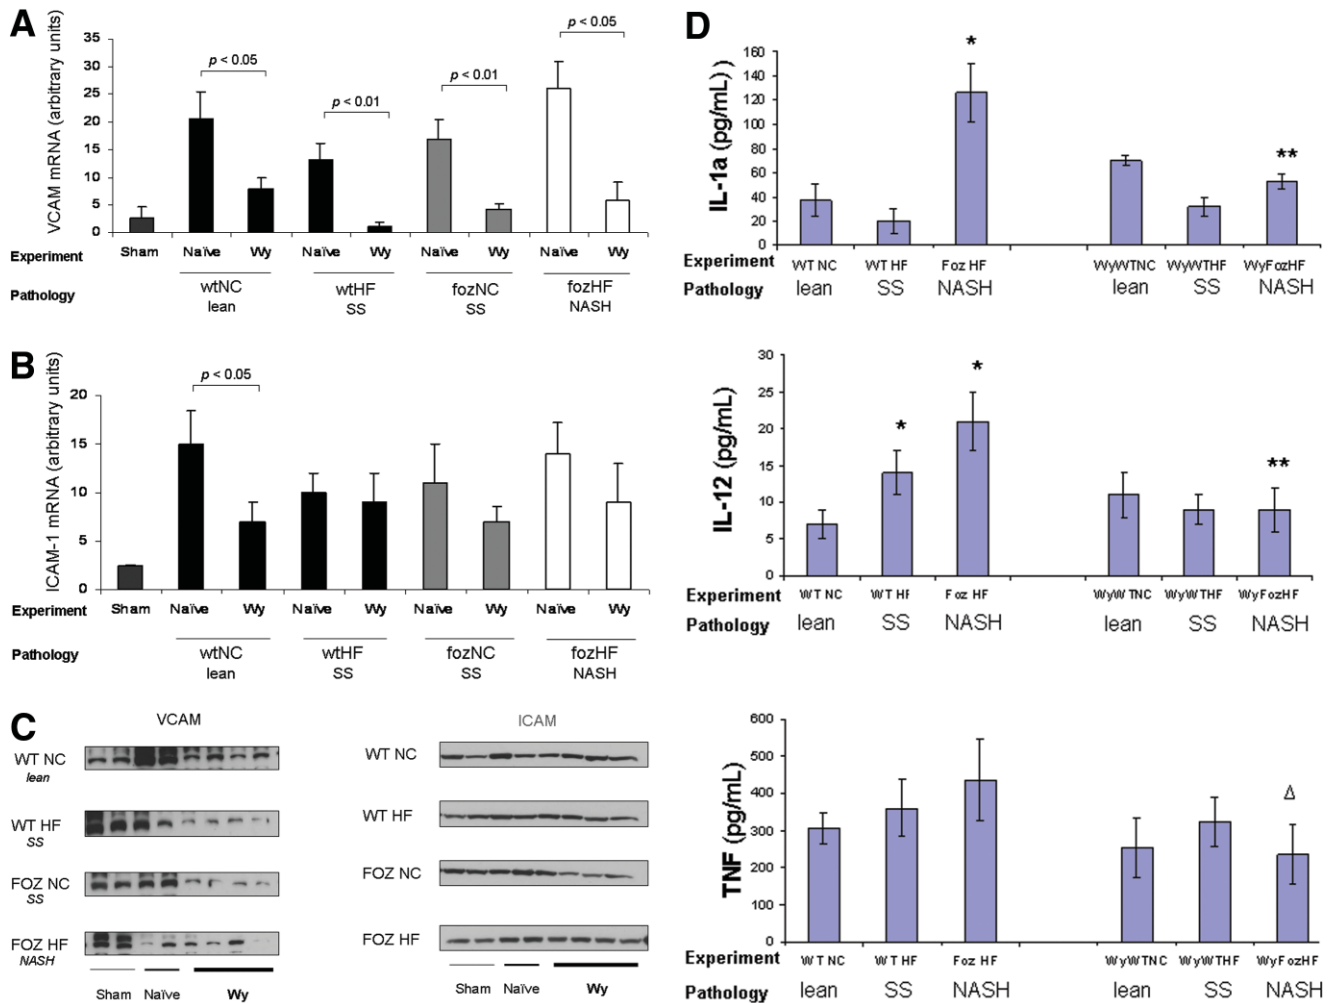 A
VCAM mRNA (arbitrary units)
35
30
25
20
15
10
5
0
p < 0.05
p < 0.01
p < 0.01
p < 0.05
Experiment Sham Naïve Wy Naïve Wy Naïve Wy Naïve Wy
Pathology wtNC wtHF fozNC fozHF
lean SS SS NASH
B
ICAM-1 mRNA (arbitrary units)
20
15
10
5
0
p < 0.05
Experiment Sham Naïve Wy Naïve Wy Naïve Wy Naïve Wy
Pathology wtNC wtHF fozNC fozHF
lean SS SS NASH
C
VCAM ICAM
WT NC
lean
WT HF
SS
FOZ NC
SS
FOZ HF
NASH
Sham Naïve Wy
WT NC
WT HF
FOZ NC
FOZ HF
Sham Naïve Wy
D
IL-1a (pg/mL) )
160
140
120
100
80
60
40
20
0
*
**
Experiment WT NC WT HF Foz HF WyWTNC WyWTHF WyFozHF
Pathology lean SS NASH lean SS NASH
IL-12 (pg/mL)
30
25
20
15
10
5
0
*
*
**
Experiment WT NC WT HF Foz HF WyWTNC WyWTHF WyFozHF
Pathology lean SS NASH lean SS NASH
TNF (pg/mL)
600
500
400
300
200
100
0
Δ
Experiment WT NC WT HF Foz HF WyWTNC WyWTHF WyFozHF
Pathology lean SS NASH lean SS NASH